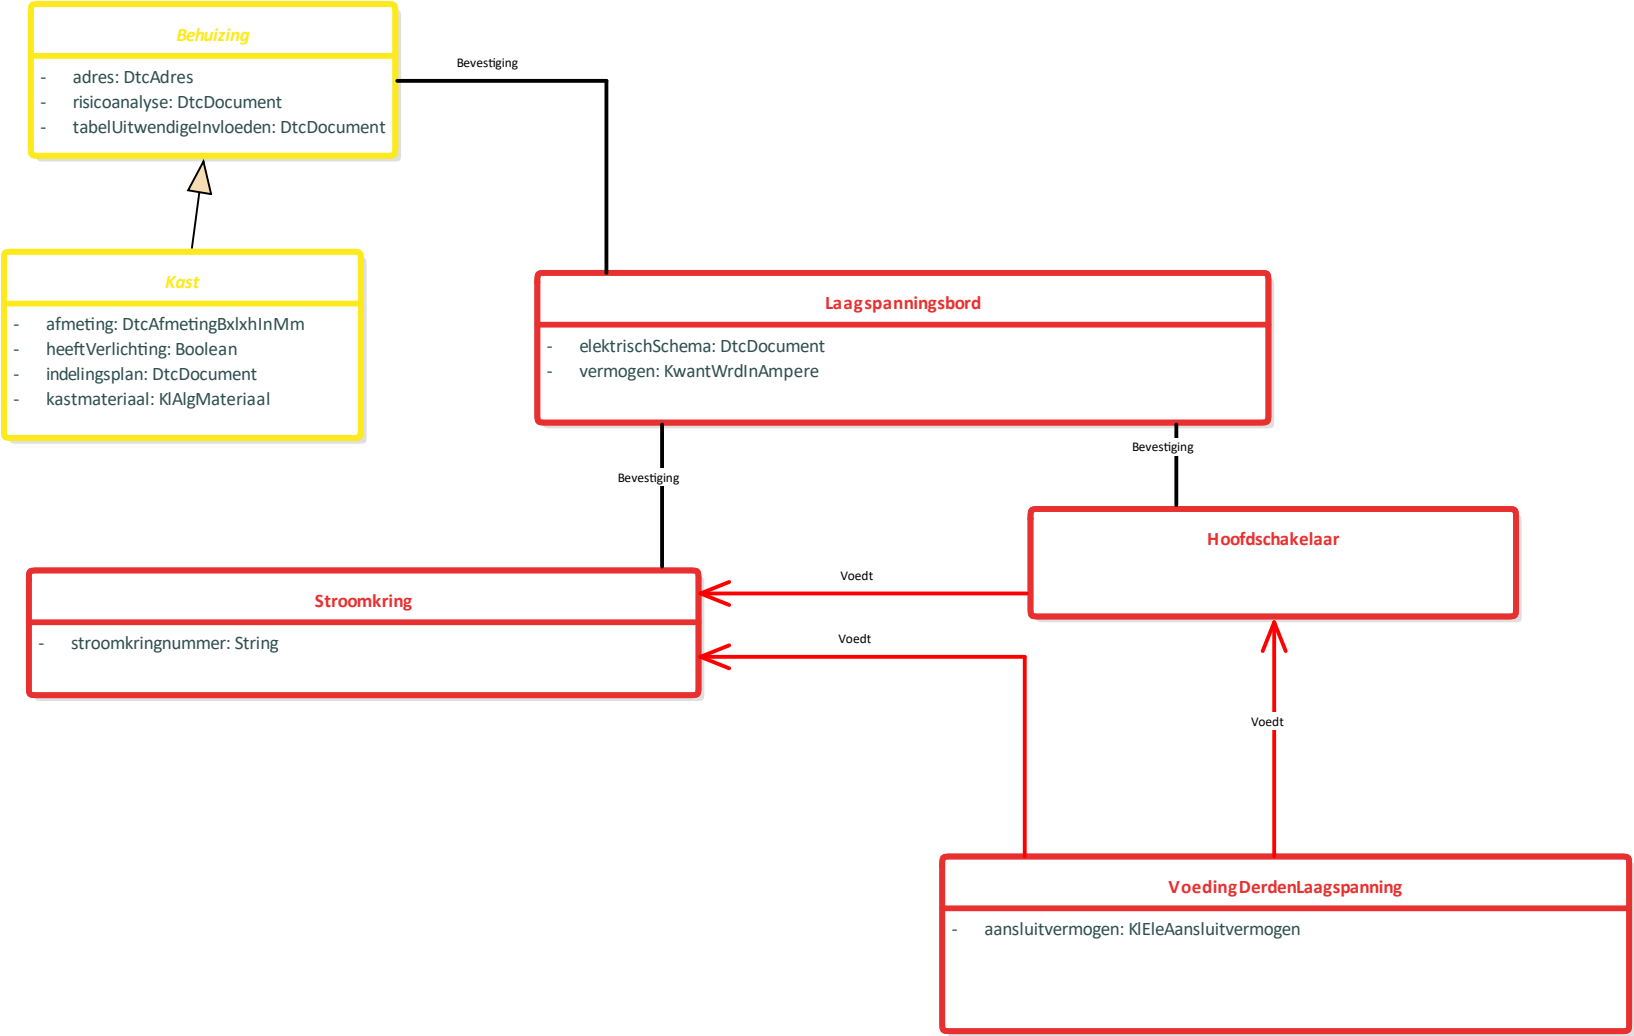 Behuizing
- adres: DtcAdres
- risicoanalyse: DtcDocument
- tabelUitwendigeInvloeden: DtcDocument
Bevestiging
Kast
- afmeting: DtcAfmetingBxlxhInMm
- heeftVerlichting: Boolean
- indelingsplan: DtcDocument
- kastmateriaal: KlAlgMateriaal
Laagspanningsbord
- elektrischSchema: DtcDocument
- vermogen: KwantWrdInAmpere
Bevestiging
Bevestiging
Hoofdschakelaar
Voedt
Stroomkring
- stroomkringnummer: String
Voedt
Voedt
VoedingDerdenLaagspanning
- aansluitvermogen: KlEleAansluitvermogen